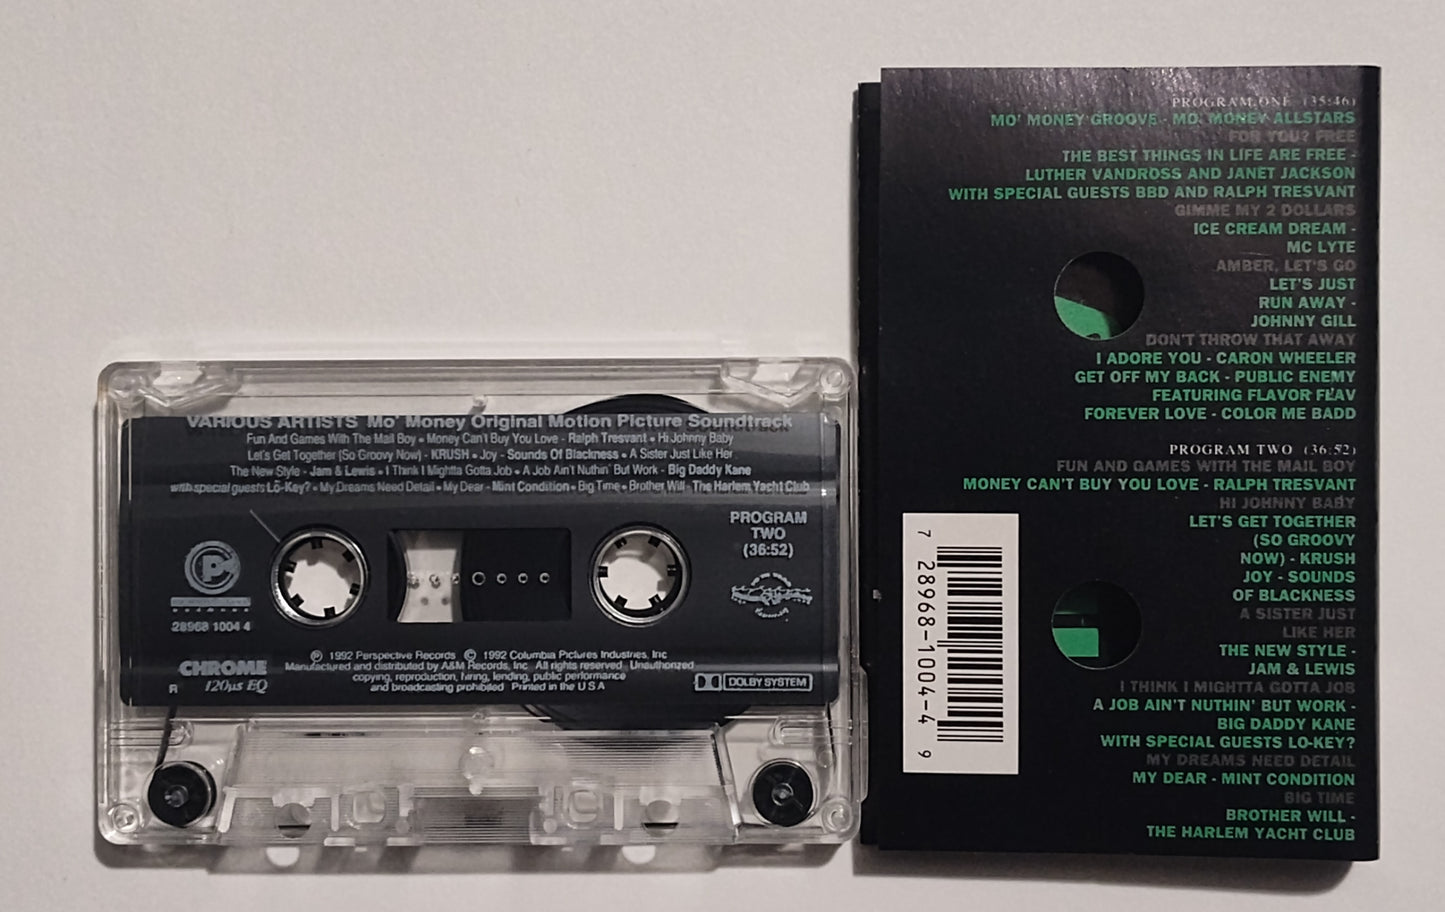 VARIOUS ARTISTS Mo' Money Original Motion Picture Soundtrack
Fun And Games With The Mail Boy • Money Can't Buy You Love - Ralph Tresvant • Hi Johnny Baby
Let's Get Together (So Groovy Now) - KRUSH • Joy - Sounds Of Blackness • A Sister Just Like Her
The New Style - Jam & Lewis • I Think I Mightta Gotta Job • A Job Ain't Nuthin' But Work - Big Daddy Kane
with special guests Lo-Key? • My Dreams Need Detail • My Dear - Mint Condition • Big Time • Brother Will - The Harlem Yacht Club
PROGRAM
TWO
(36:52)
28968 1004 4
CHROME
R 120µs EQ
℗ 1992 Perspective Records © 1992 Columbia Pictures Industries, Inc
Manufactured and distributed by A&M Records, Inc. All rights reserved Unauthorized
copying, reproduction, hiring, lending, public performance
and broadcasting prohibited Printed in the U S A
DOLBY SYSTEM
PROGRAM ONE (35:46)
MO' MONEY GROOVE - MO' MONEY ALLSTARS
FOR YOU? FREE
THE BEST THINGS IN LIFE ARE FREE -
LUTHER VANDROSS AND JANET JACKSON
WITH SPECIAL GUESTS BBD AND RALPH TRESVANT
GIMME MY 2 DOLLARS
ICE CREAM DREAM -
MC LYTE
AMBER, LET'S GO
LET'S JUST
RUN AWAY -
JOHNNY GILL
DON'T THROW THAT AWAY
I ADORE YOU - CARON WHEELER
GET OFF MY BACK - PUBLIC ENEMY
FEATURING FLAVOR FLAV
FOREVER LOVE - COLOR ME BADD
PROGRAM TWO (36:52)
FUN AND GAMES WITH THE MAIL BOY
MONEY CAN'T BUY YOU LOVE - RALPH TRESVANT
HI JOHNNY BABY
LET'S GET TOGETHER
(SO GROOVY
NOW) - KRUSH
JOY - SOUNDS
OF BLACKNESS
A SISTER JUST
LIKE HER
THE NEW STYLE -
JAM & LEWIS
I THINK I MIGHTTA GOTTA JOB
A JOB AIN'T NUTHIN' BUT WORK -
BIG DADDY KANE
WITH SPECIAL GUESTS LO-KEY?
MY DREAMS NEED DETAIL
MY DEAR - MINT CONDITION
BIG TIME
BROTHER WILL -
THE HARLEM YACHT CLUB
7 28968-1004-4 9